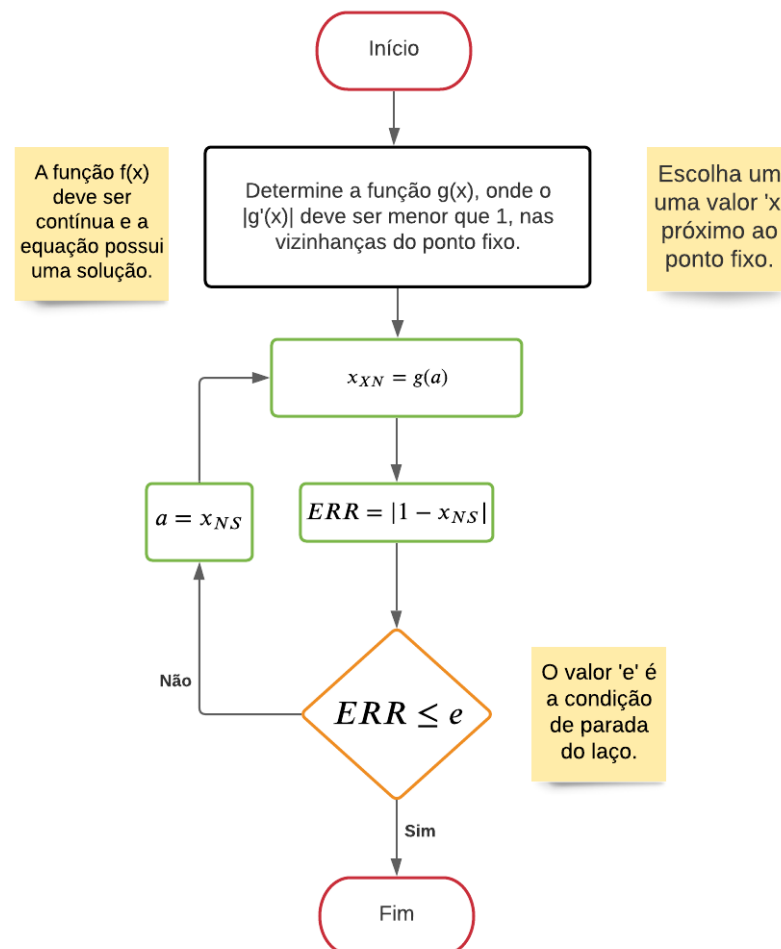 Início
A função f(x)
deve ser
contínua e a
equação possui
uma solução.
Determine a função g(x), onde o
|g'(x)| deve ser menor que 1, nas
vizinhanças do ponto fixo.
Escolha um
uma valor 'x
próximo ao
ponto fixo.
x_{XN} = g(a)
a = x_{NS}
ERR = |1 − x_{NS}|
Não
ERR ≤ e
O valor 'e' é
a condição
de parada
do laço.
Sim
Fim